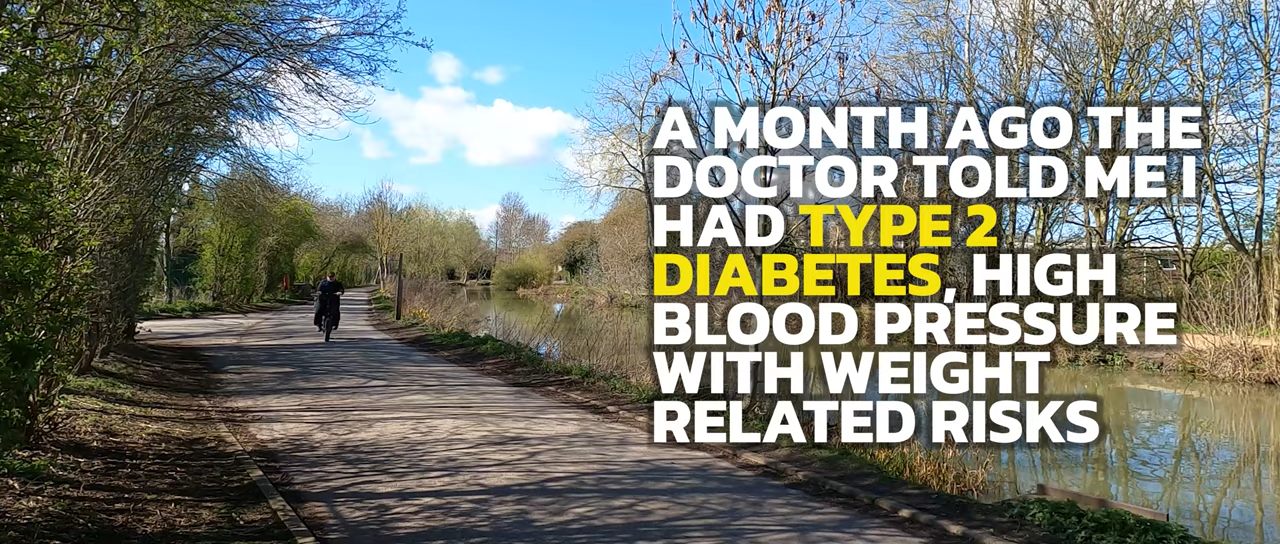 A MONTH AGO THE
DOCTOR TOLD ME I
HAD TYPE 2
DIABETES, HIGH
BLOOD PRESSURE
WITH WEIGHT
RELATED RISKS